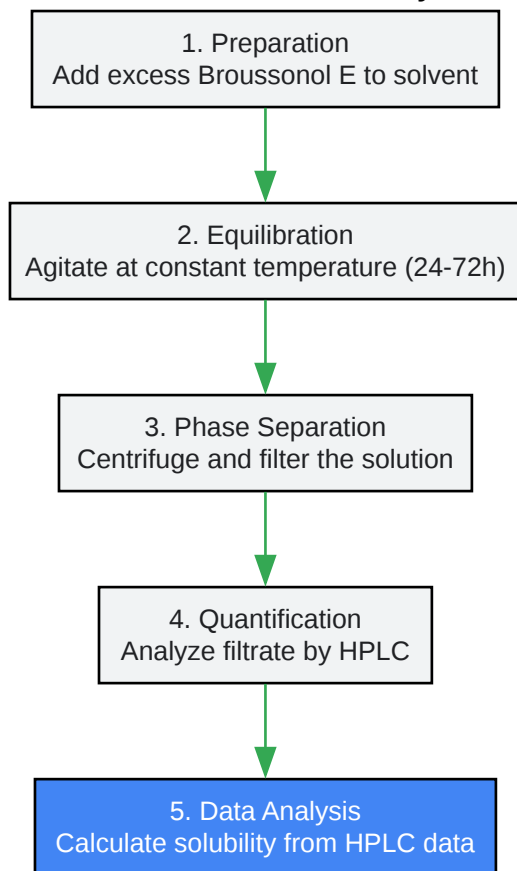 1. Preparation
Add excess Broussonol E to solvent
2. Equilibration
Agitate at constant temperature (24-72h)
3. Phase Separation
Centrifuge and filter the solution
4. Quantification
Analyze filtrate by HPLC
5. Data Analysis
Calculate solubility from HPLC data